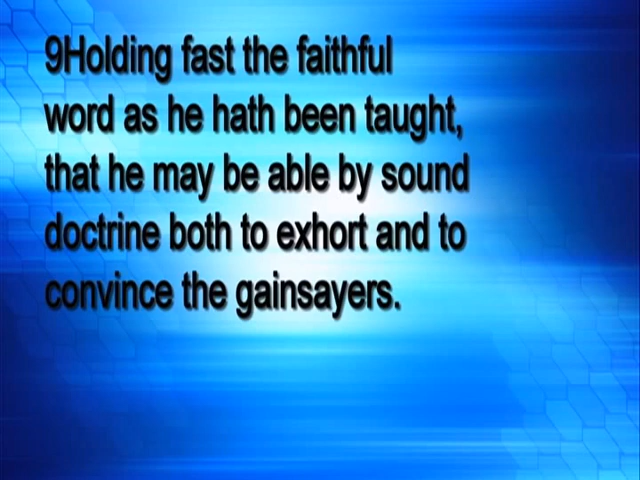 9Holding fast the faithful
word as he hath been taught,
that he may be able by sound
doctrine both to exhort and to
convince the gainsayers.